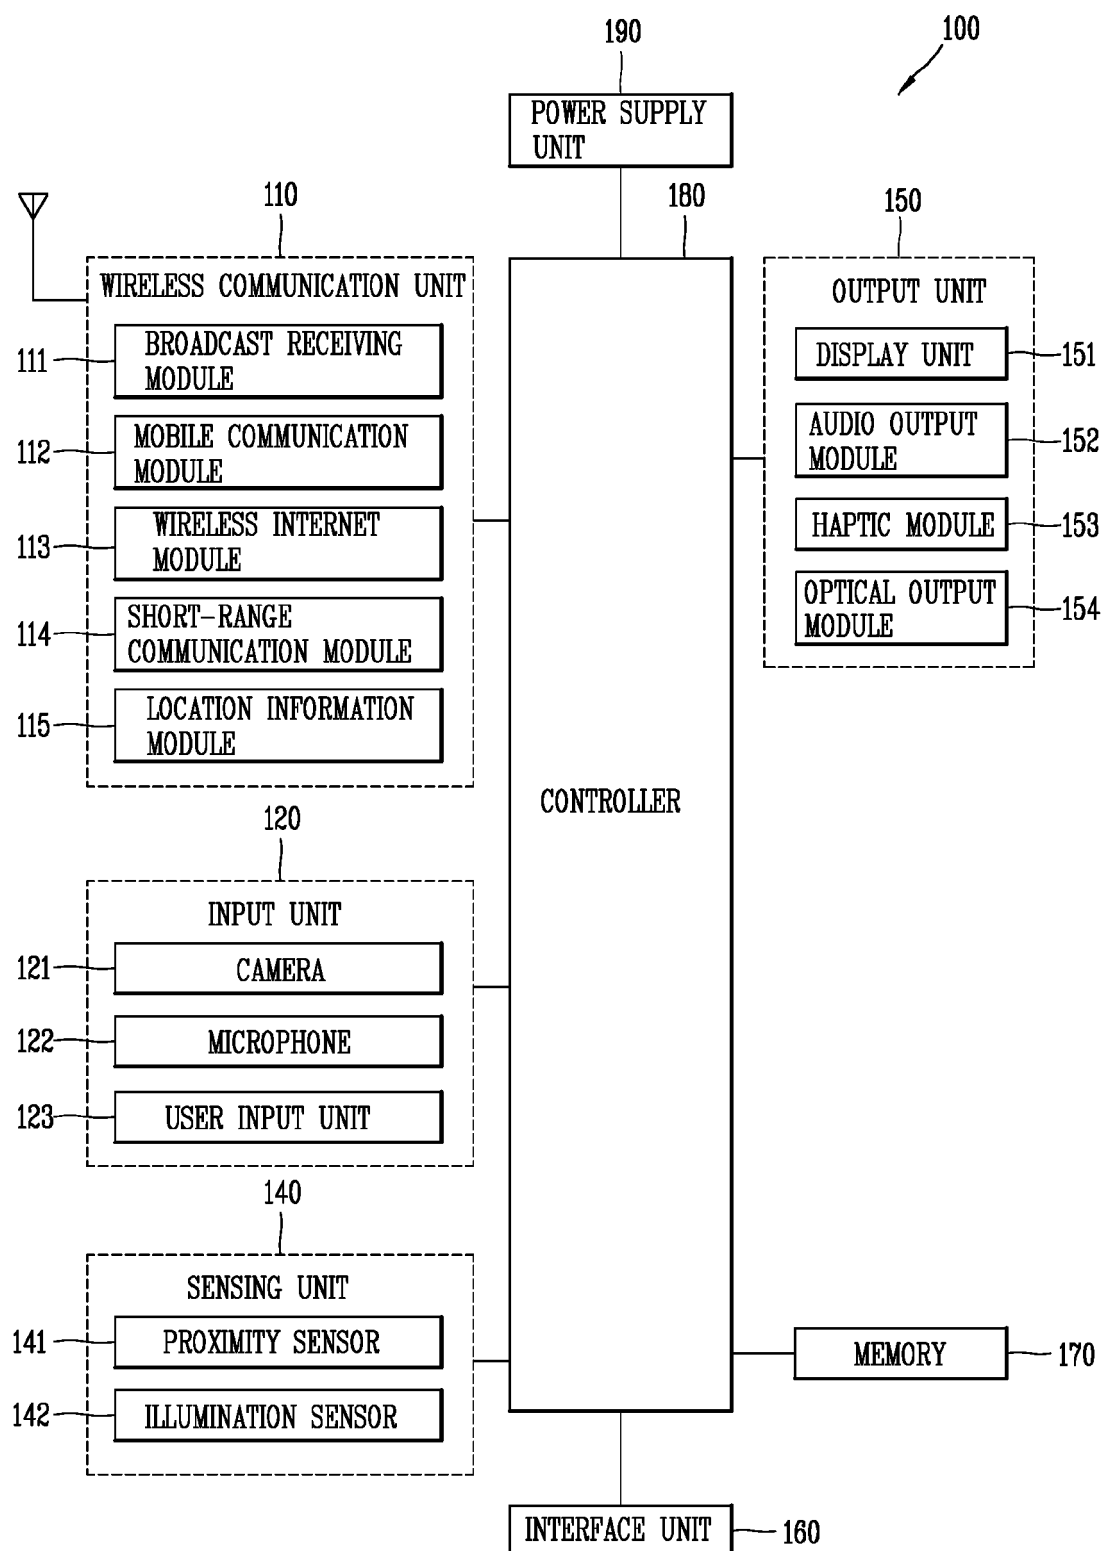 190
100
POWER SUPPLY
UNIT
110
180
150
WIRELESS COMMUNICATION UNIT
111
BROADCAST RECEIVING
MODULE
112
MOBILE COMMUNICATION
MODULE
113
WIRELESS INTERNET
MODULE
114
SHORT-RANGE
COMMUNICATION MODULE
115
LOCATION INFORMATION
MODULE
OUTPUT UNIT
DISPLAY UNIT
151
AUDIO OUTPUT
MODULE
152
HAPTIC MODULE
153
OPTICAL OUTPUT
MODULE
154
CONTROLLER
120
INPUT UNIT
121
CAMERA
122
MICROPHONE
123
USER INPUT UNIT
140
SENSING UNIT
141
PROXIMITY SENSOR
142
ILLUMINATION SENSOR
MEMORY
170
INTERFACE UNIT
160